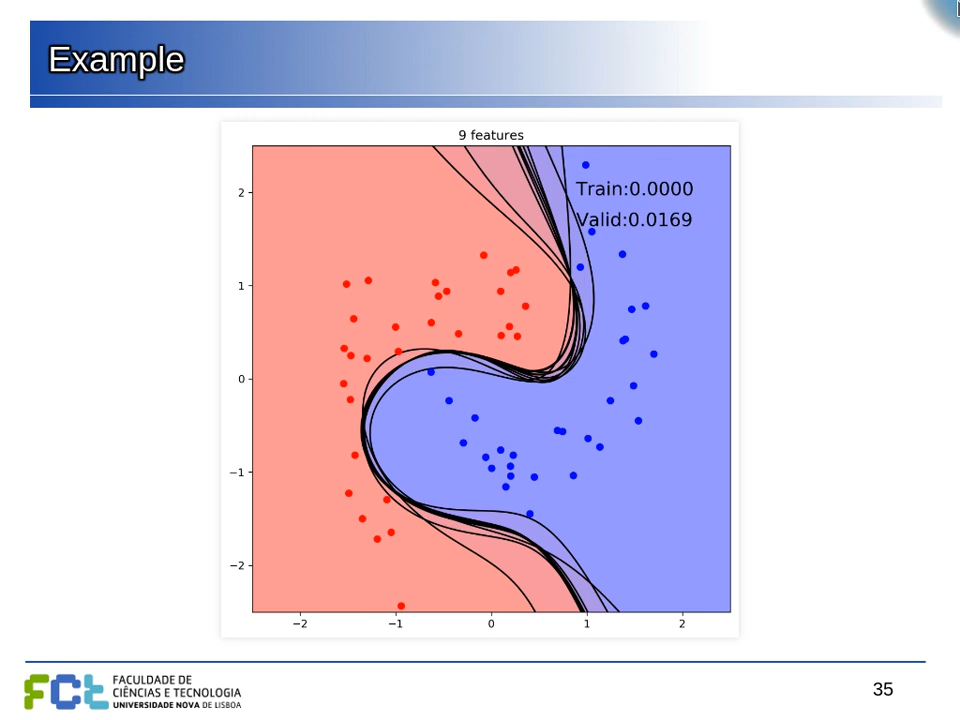 Example
9 features
Train:0.0000
Valid:0.0169
2
1
0
−1
−2
−2
−1
0
1
2
FCt
FACULDADE DE
CIÊNCIAS E TECNOLOGIA
UNIVERSIDADE NOVA DE LISBOA
35